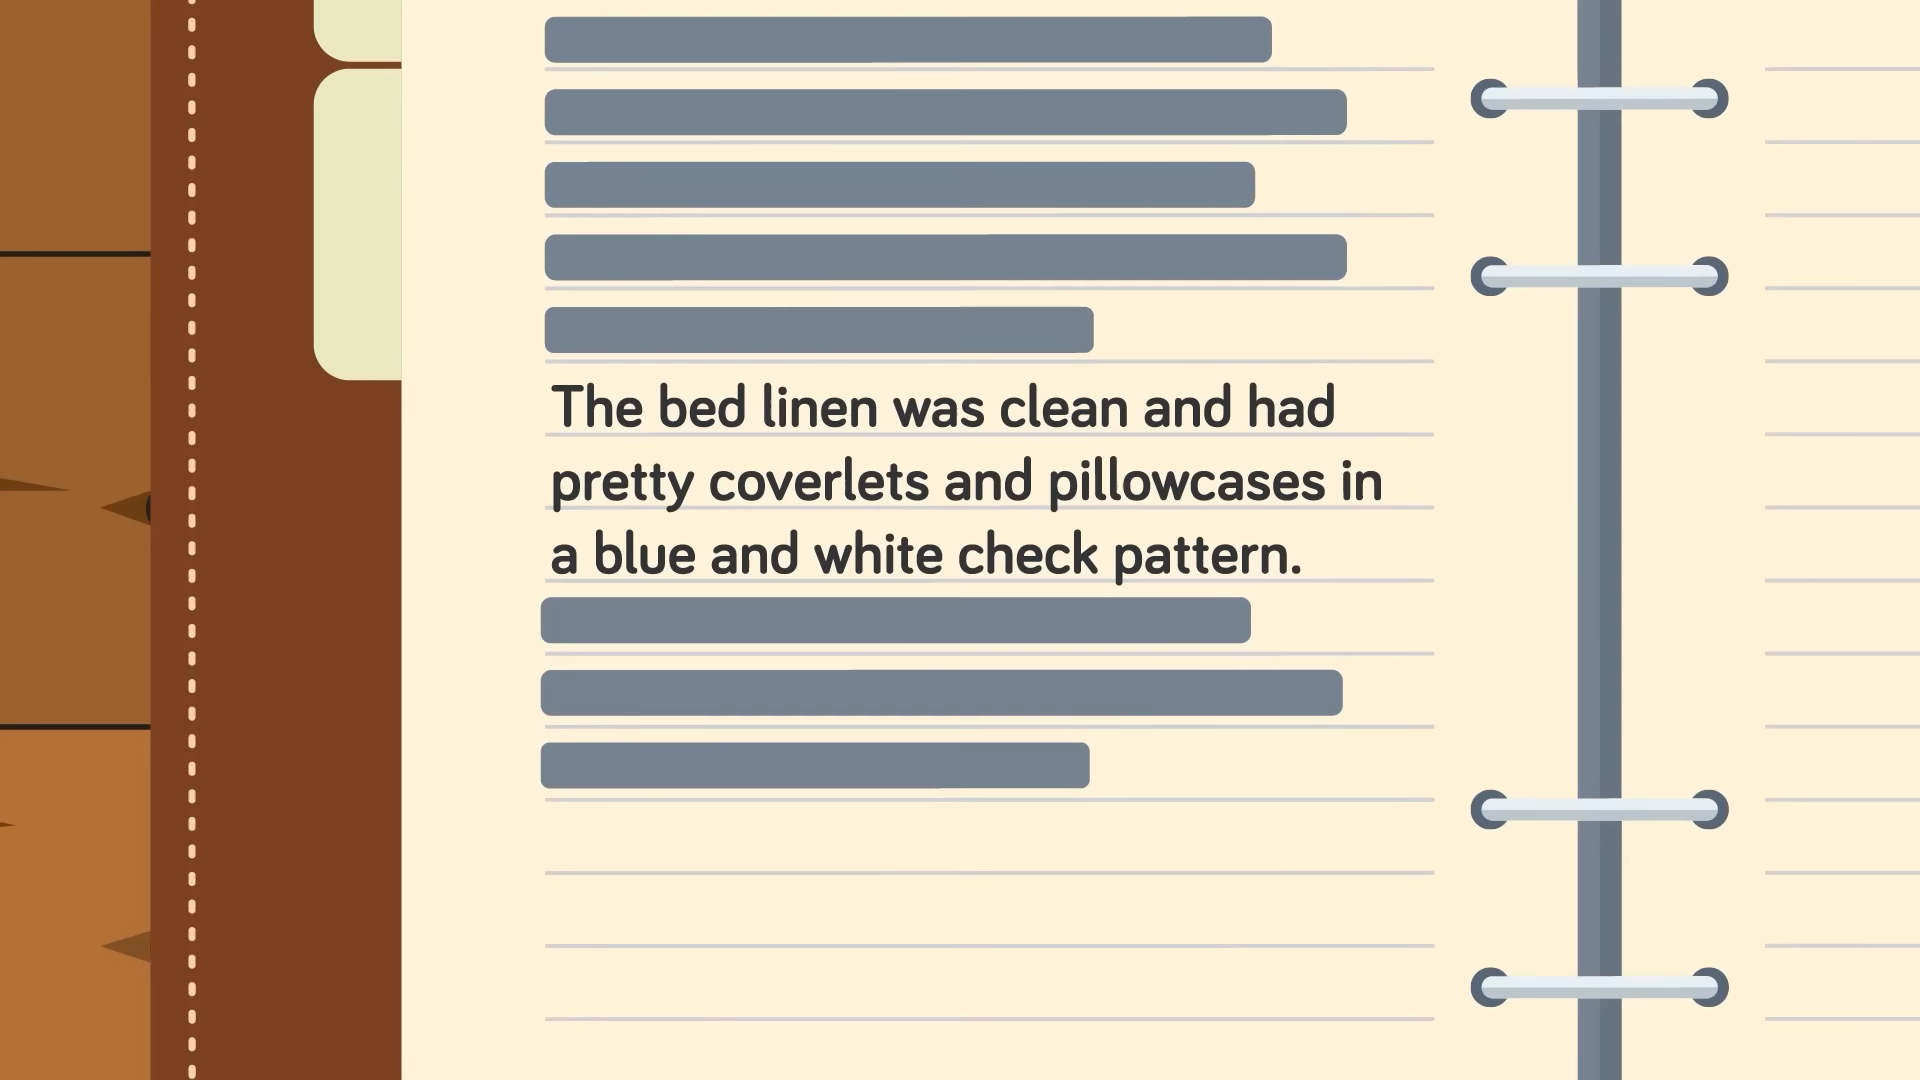 The bed linen was clean and had
pretty coverlets and pillowcases in
a blue and white check pattern.